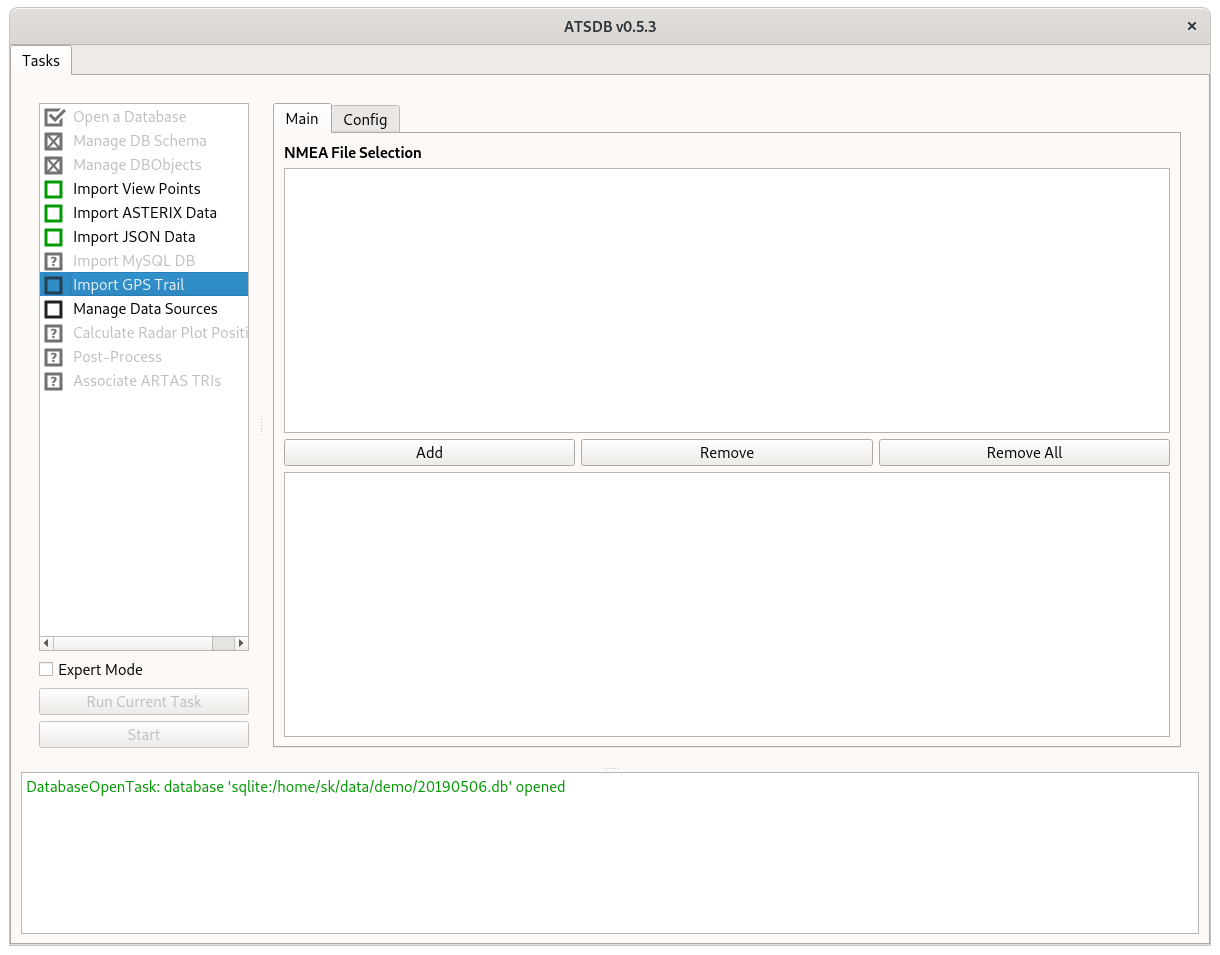 ATSDB v0.5.3
Tasks
Open a Database
Manage DB Schema
Manage DBObjects
Import View Points
Import ASTERIX Data
Import JSON Data
Import MySQL DB
Import GPS Trail
Manage Data Sources
Calculate Radar Plot Positi
Post-Process
Associate ARTAS TRIs
Expert Mode
Run Current Task
Start
Main
Config
NMEA File Selection
Add
Remove
Remove All
DatabaseOpenTask: database 'sqlite:/home/sk/data/demo/20190506.db' opened